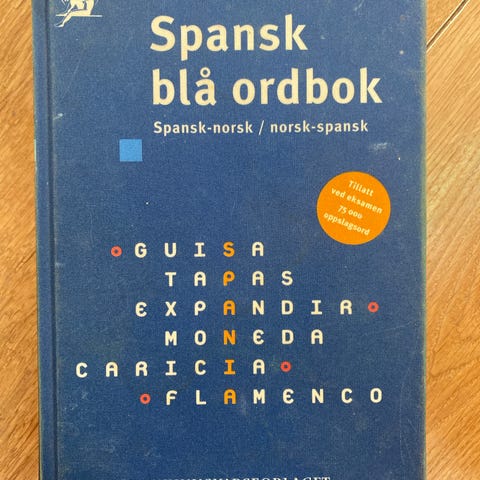 Spansk
blå ordbok
Spansk-norsk / norsk-spansk
Tillatt
ved eksamen
75 000
oppslagsord
GUISA
TAPAS
EXPANDIR
MONEDA
CARICIA
FLAMENCO
KUNNSKAPSFORLAGET